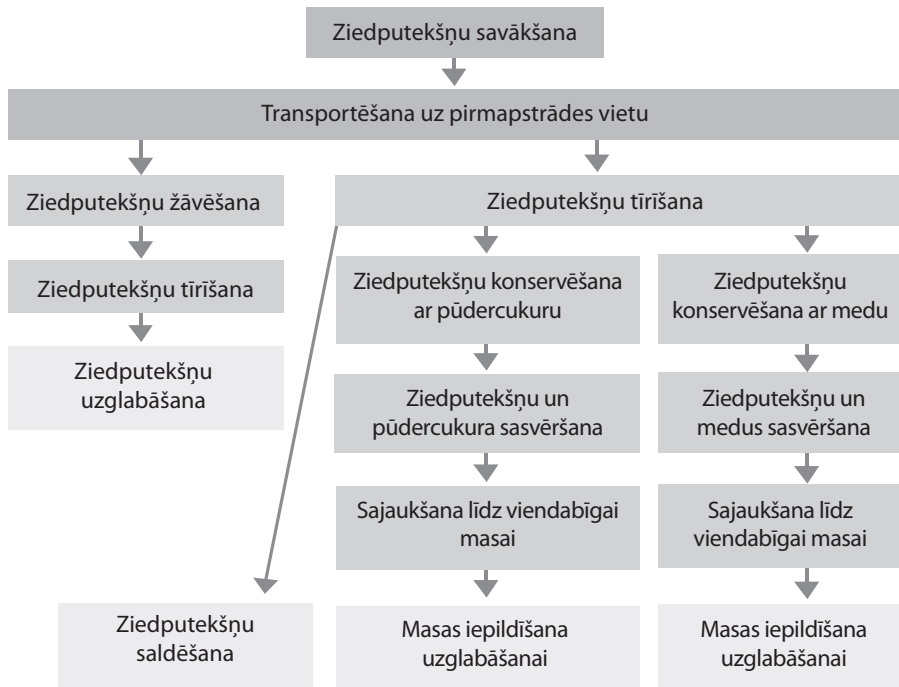 Ziedputekšņu savākšana
Transportēšana uz pirmapstrādes vietu
Ziedputekšņu žāvēšana
Ziedputekšņu tīrīšana
Ziedputekšņu
uzglabāšana
Ziedputekšņu tīrīšana
Ziedputekšņu
saldēšana
Ziedputekšņu konservēšana
ar pūdercukuru
Ziedputekšņu un
pūdercukura sasvēršana
Sajaukšana līdz viendabīgai
masai
Masas iepildīšana
uzglabāšanai
Ziedputekšņu
konservēšana ar medu
Ziedputekšņu un
medus sasvēršana
Sajaukšana līdz
viendabīgai masai
Masas iepildīšana
uzglabāšanai